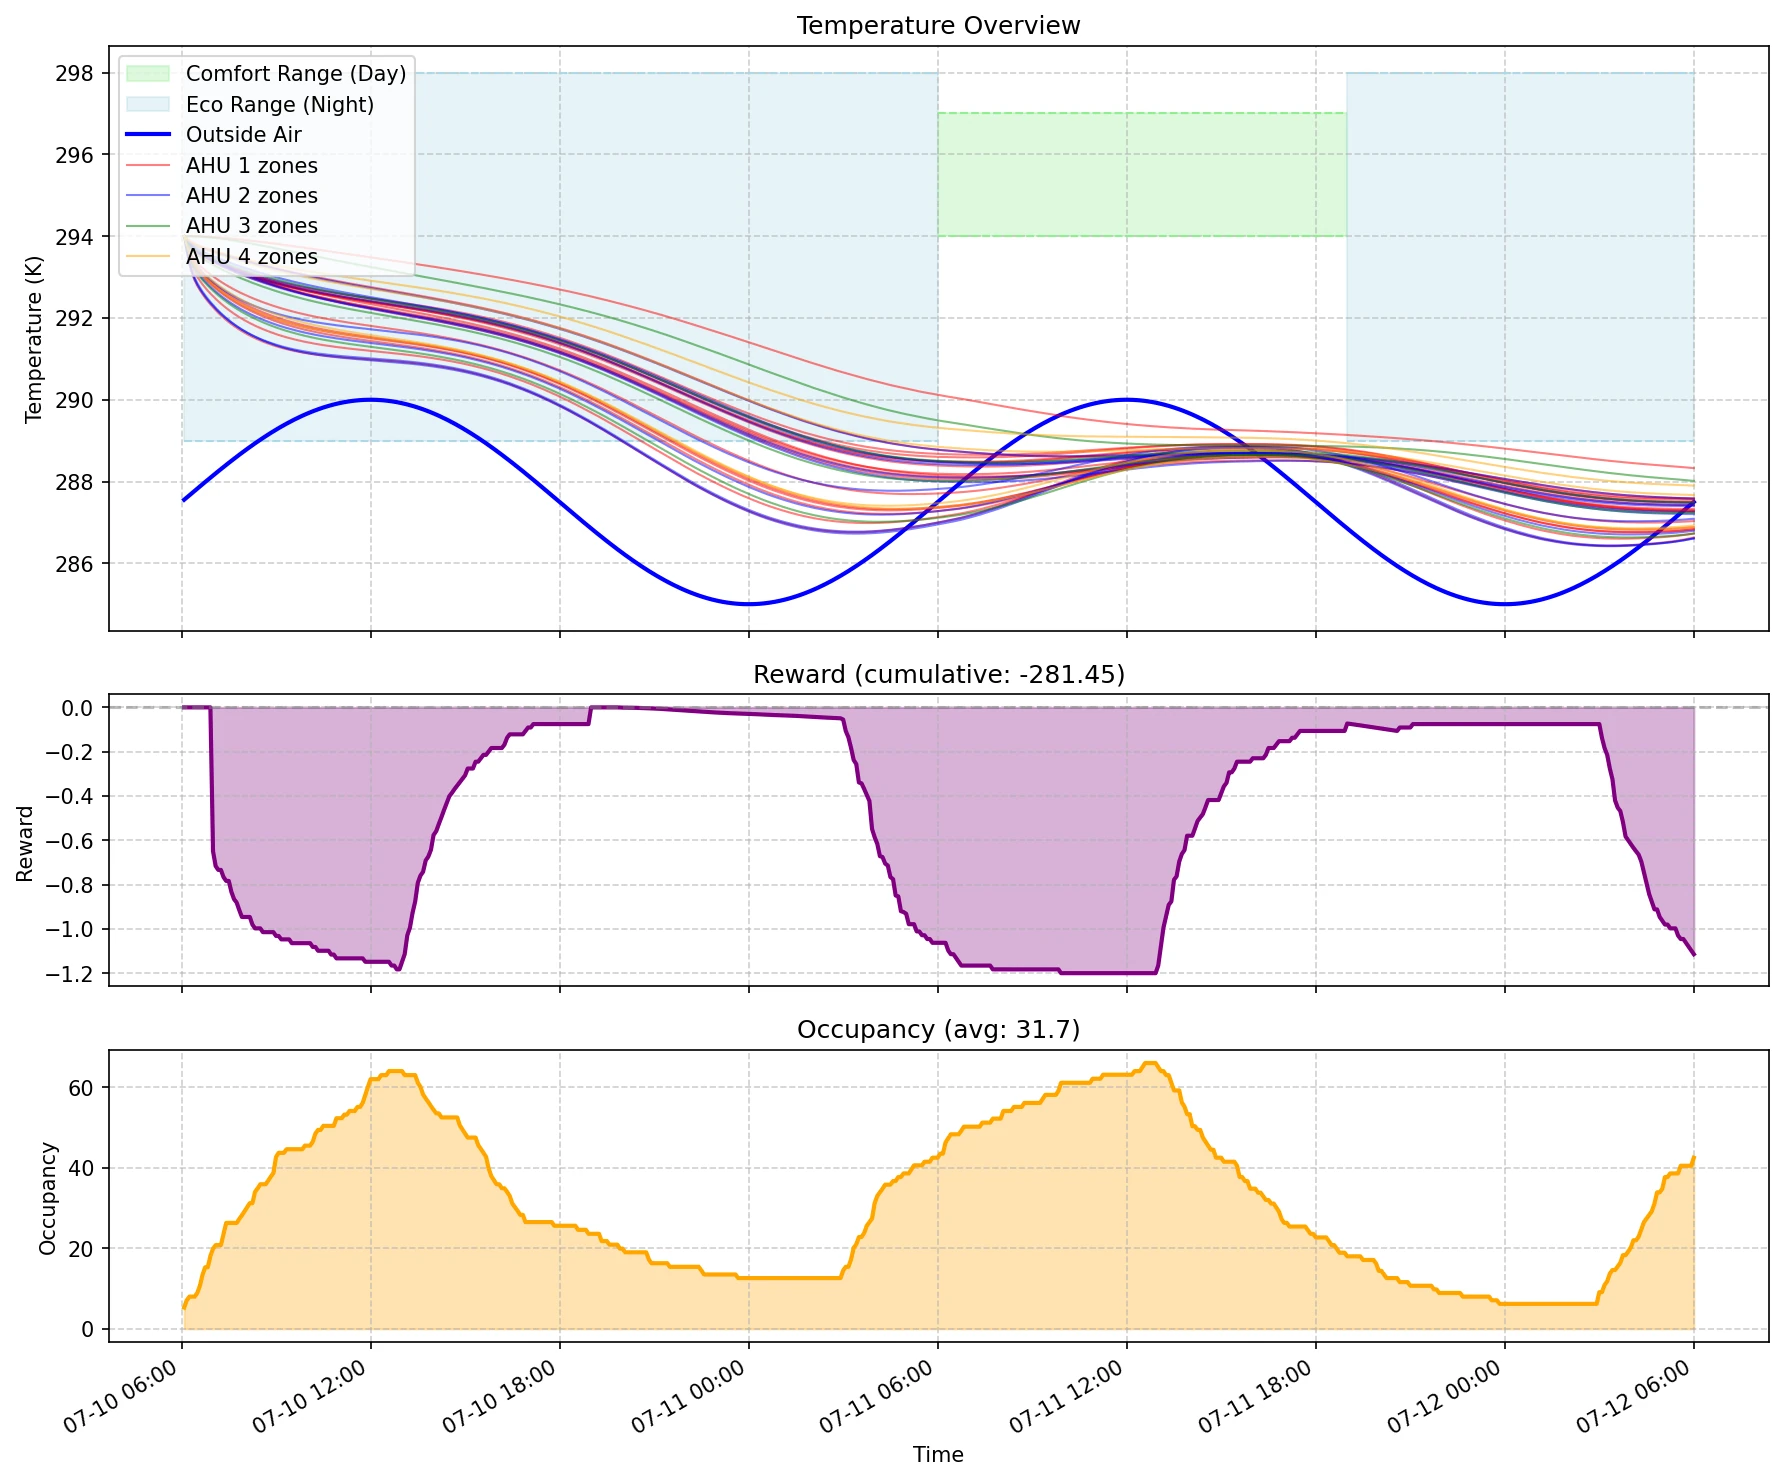 Temperature Overview
Temperature (K)
298
296
294
292
290
288
286
Comfort Range (Day)
Eco Range (Night)
Outside Air
AHU 1 zones
AHU 2 zones
AHU 3 zones
AHU 4 zones
Reward (cumulative: -281.45)
Reward
0.0
−0.2
−0.4
−0.6
−0.8
−1.0
−1.2
Occupancy (avg: 31.7)
Occupancy
60
40
20
0
07-10 06:00
07-10 12:00
07-10 18:00
07-11 00:00
07-11 06:00
07-11 12:00
07-11 18:00
07-12 00:00
07-12 06:00
Time